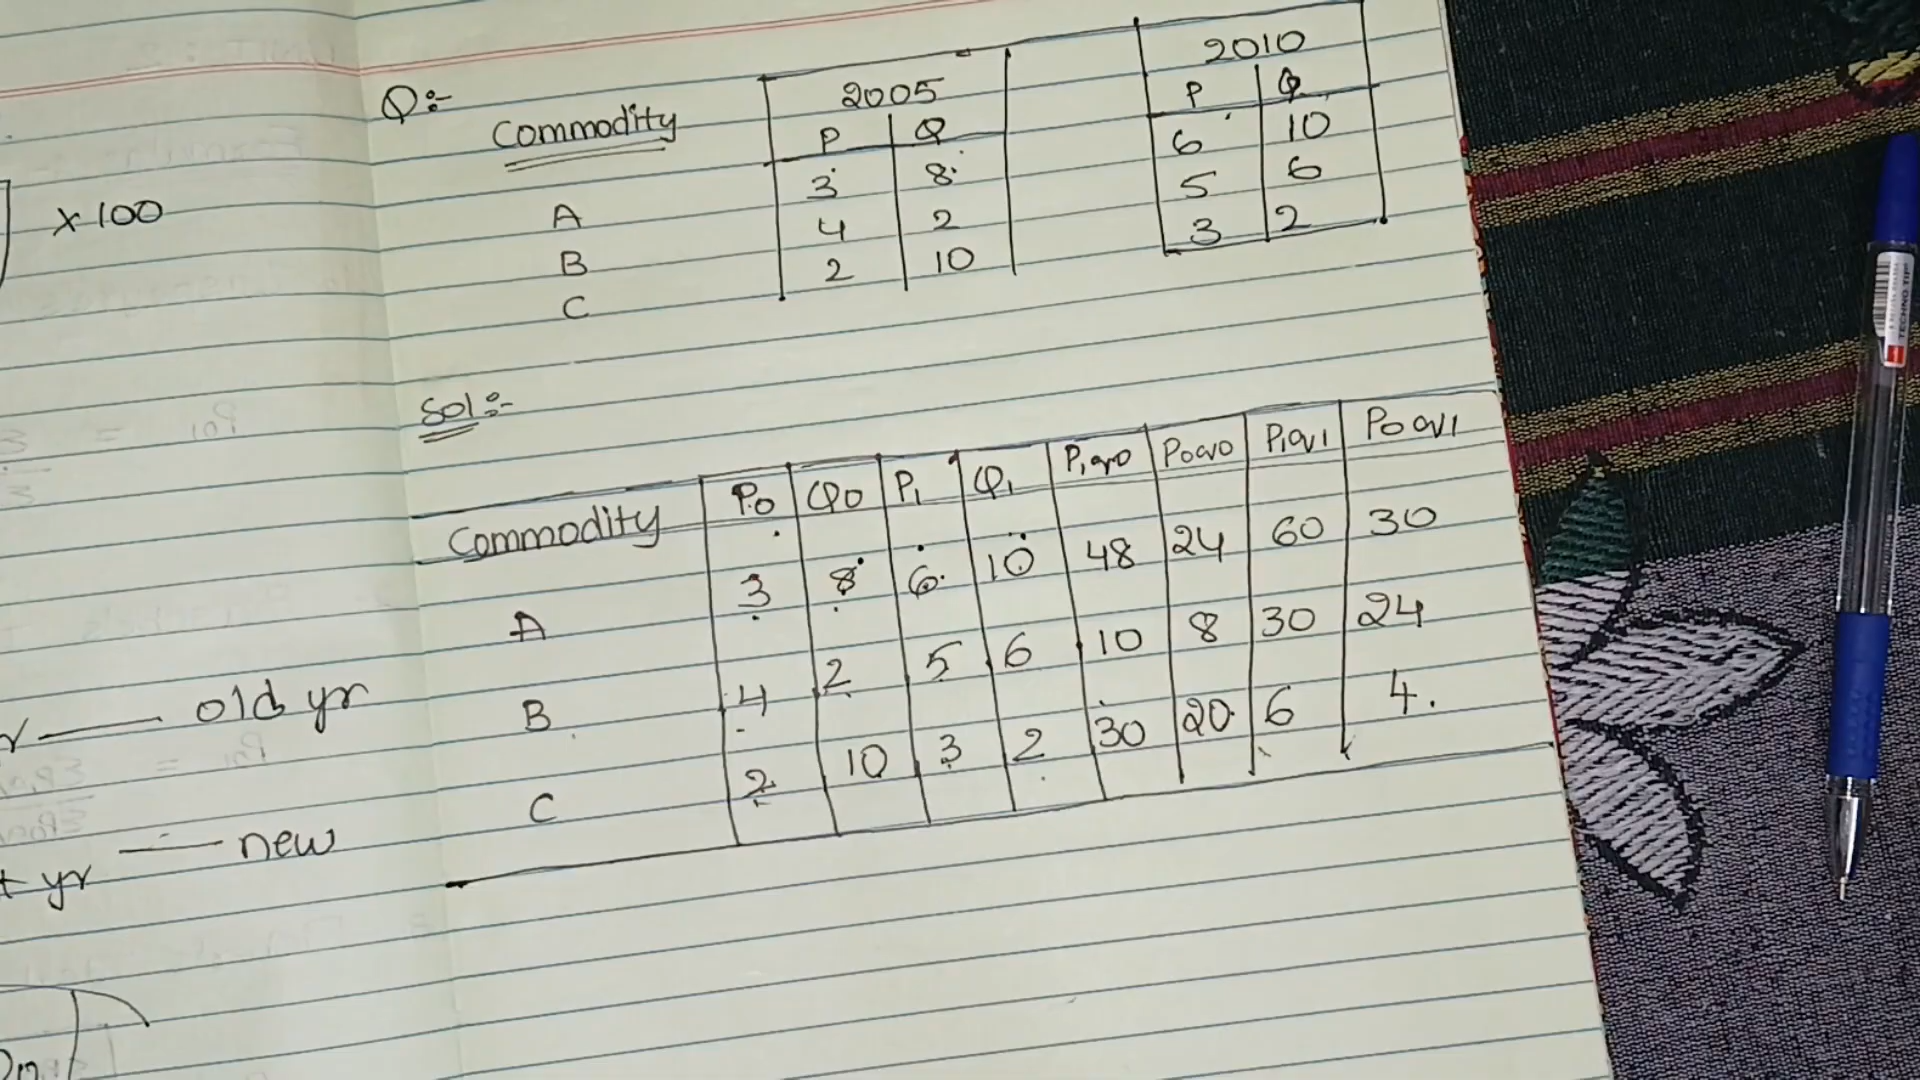 Q:-
Commodity 2005 2010
P Q P Q
A 3 8 6 10
B 4 2 5 6
C 2 10 3 2
x 100
Sol:-
Commodity P0 Q0 P1 Q1 P1q0 P0q0 P1q1 P0q1
A 3 8 6 10 48 24 60 30
B 4 2 5 6 10 8 30 24
C 2 10 3 2 30 20 6 4.
old yr
yr new